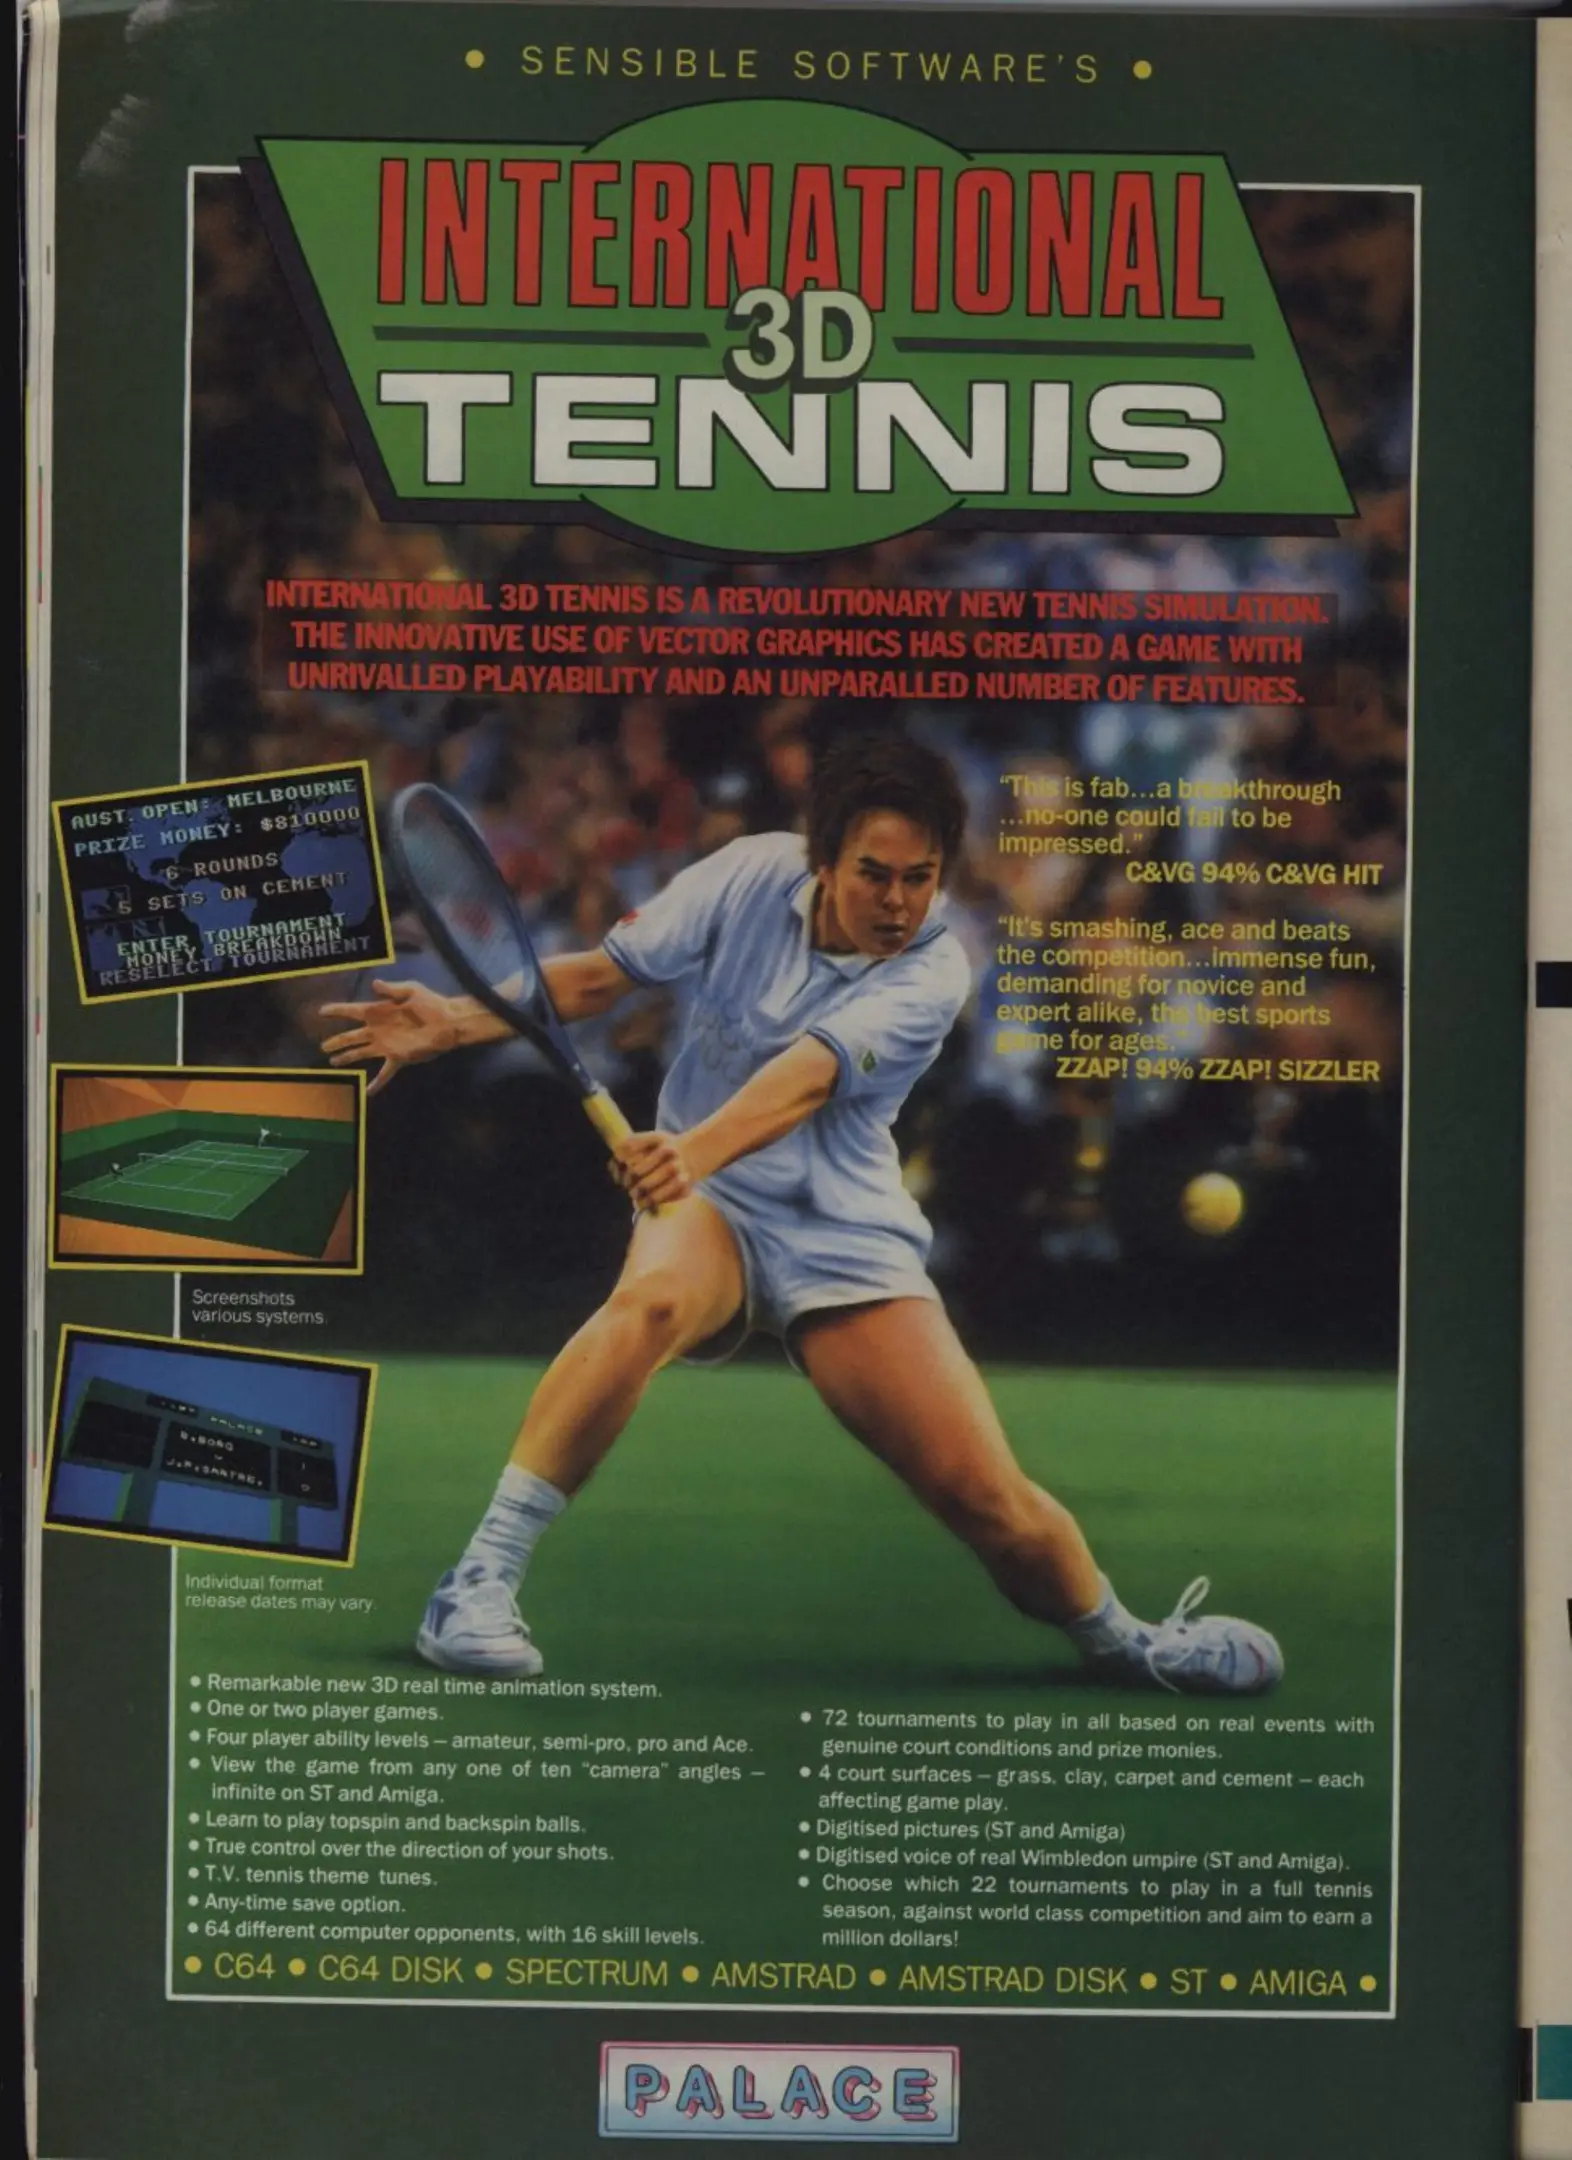 • SENSIBLE SOFTWARE'S •
INTERNATIONAL
3D
TENNIS
INTERNATIONAL 3D TENNIS IS A REVOLUTIONARY NEW TENNIS SIMULATION.
THE INNOVATIVE USE OF VECTOR GRAPHICS HAS CREATED A GAME WITH
UNRIVALLED PLAYABILITY AND AN UNPARALLED NUMBER OF FEATURES.
AUST. OPEN: MELBOURNE
PRIZE MONEY: $810000
6 ROUNDS
5 SETS ON CEMENT
ENTER TOURNAMENT
MONEY BREAKDOWN
RESELECT TOURNAMENT
"This is fab...a breakthrough
...no-one could fail to be
impressed."
C&VG 94% C&VG HIT
"It's smashing, ace and beats
the competition...immense fun,
demanding for novice and
expert alike, the best sports
game for ages."
ZZAP! 94% ZZAP! SIZZLER
Screenshots
various systems.
PALACE
B.BORG
V
J.P.SARTRE.
Individual format
release dates may vary.
• Remarkable new 3D real time animation system.
• One or two player games.
• Four player ability levels – amateur, semi-pro, pro and Ace.
• View the game from any one of ten "camera" angles –
infinite on ST and Amiga.
• Learn to play topspin and backspin balls.
• True control over the direction of your shots.
• T.V. tennis theme tunes.
• Any-time save option.
• 64 different computer opponents, with 16 skill levels.
• 72 tournaments to play in all based on real events with
genuine court conditions and prize monies.
• 4 court surfaces – grass, clay, carpet and cement – each
affecting game play.
• Digitised pictures (ST and Amiga)
• Digitised voice of real Wimbledon umpire (ST and Amiga).
• Choose which 22 tournaments to play in a full tennis
season, against world class competition and aim to earn a
million dollars!
• C64 • C64 DISK • SPECTRUM • AMSTRAD • AMSTRAD DISK • ST • AMIGA •
PALACE